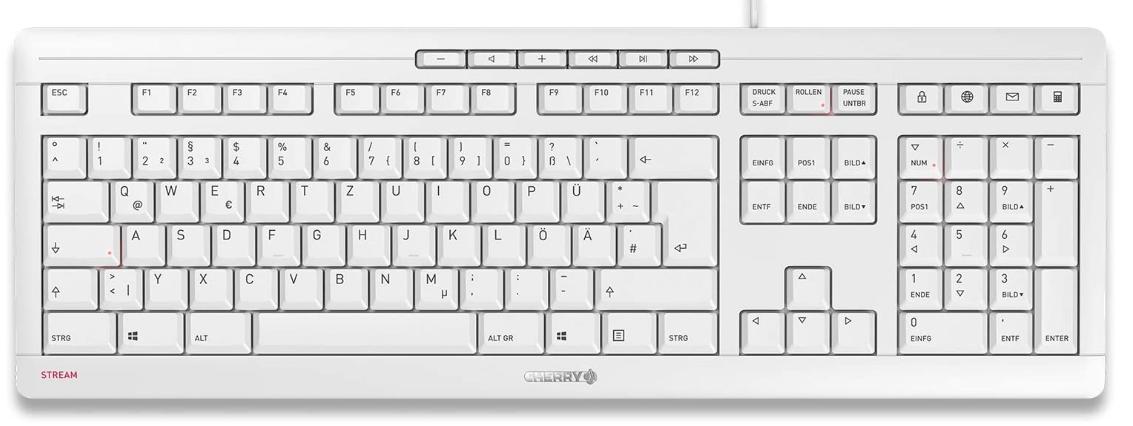 − +
ESC F1 F2 F3 F4 F5 F6 F7 F8 F9 F10 F11 F12 DRUCK S-ABF ROLLEN PAUSE UNTBR
° ^ ! 1 " 2 ² § 3 ³ $ 4 % 5 & 6 / 7 { ( 8 [ ) 9 ] = 0 } ? ß \ ` ´ EINFG POS1 BILD▲ NUM ÷ × −
Q @ W E € R T Z U I O P Ü * + ~ ENTF ENDE BILD▼ 7 POS1 8 9 BILD▲ +
A S D F G H J K L Ö Ä ' # 4 5 6
> < | Y X C V B N M µ ; , : . – - 1 ENDE 2 3 BILD▼
STRG ALT ALT GR STRG 0 EINFG , ENTF ENTER
STREAM CHERRY